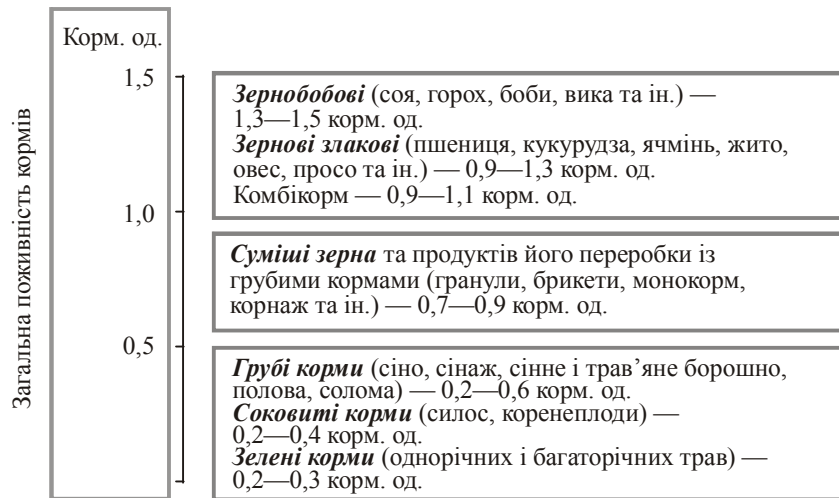 Загальна поживність кормів
Корм. од.
1,5
1,0
0,5
Зернобобові (соя, горох, боби, вика та ін.) —
1,3—1,5 корм. од.
Зернові злакові (пшениця, кукурудза, ячмінь, жито,
овес, просо та ін.) — 0,9—1,3 корм. од.
Комбікорм — 0,9—1,1 корм. од.
Суміші зерна та продуктів його переробки із
грубими кормами (гранули, брикети, монокорм,
корнаж та ін.) — 0,7—0,9 корм. од.
Грубі корми (сіно, сінаж, сінне і трав’яне борошно,
полова, солома) — 0,2—0,6 корм. од.
Соковиті корми (силос, коренеплоди) —
0,2—0,4 корм. од.
Зелені корми (однорічних і багаторічних трав) —
0,2—0,3 корм. од.